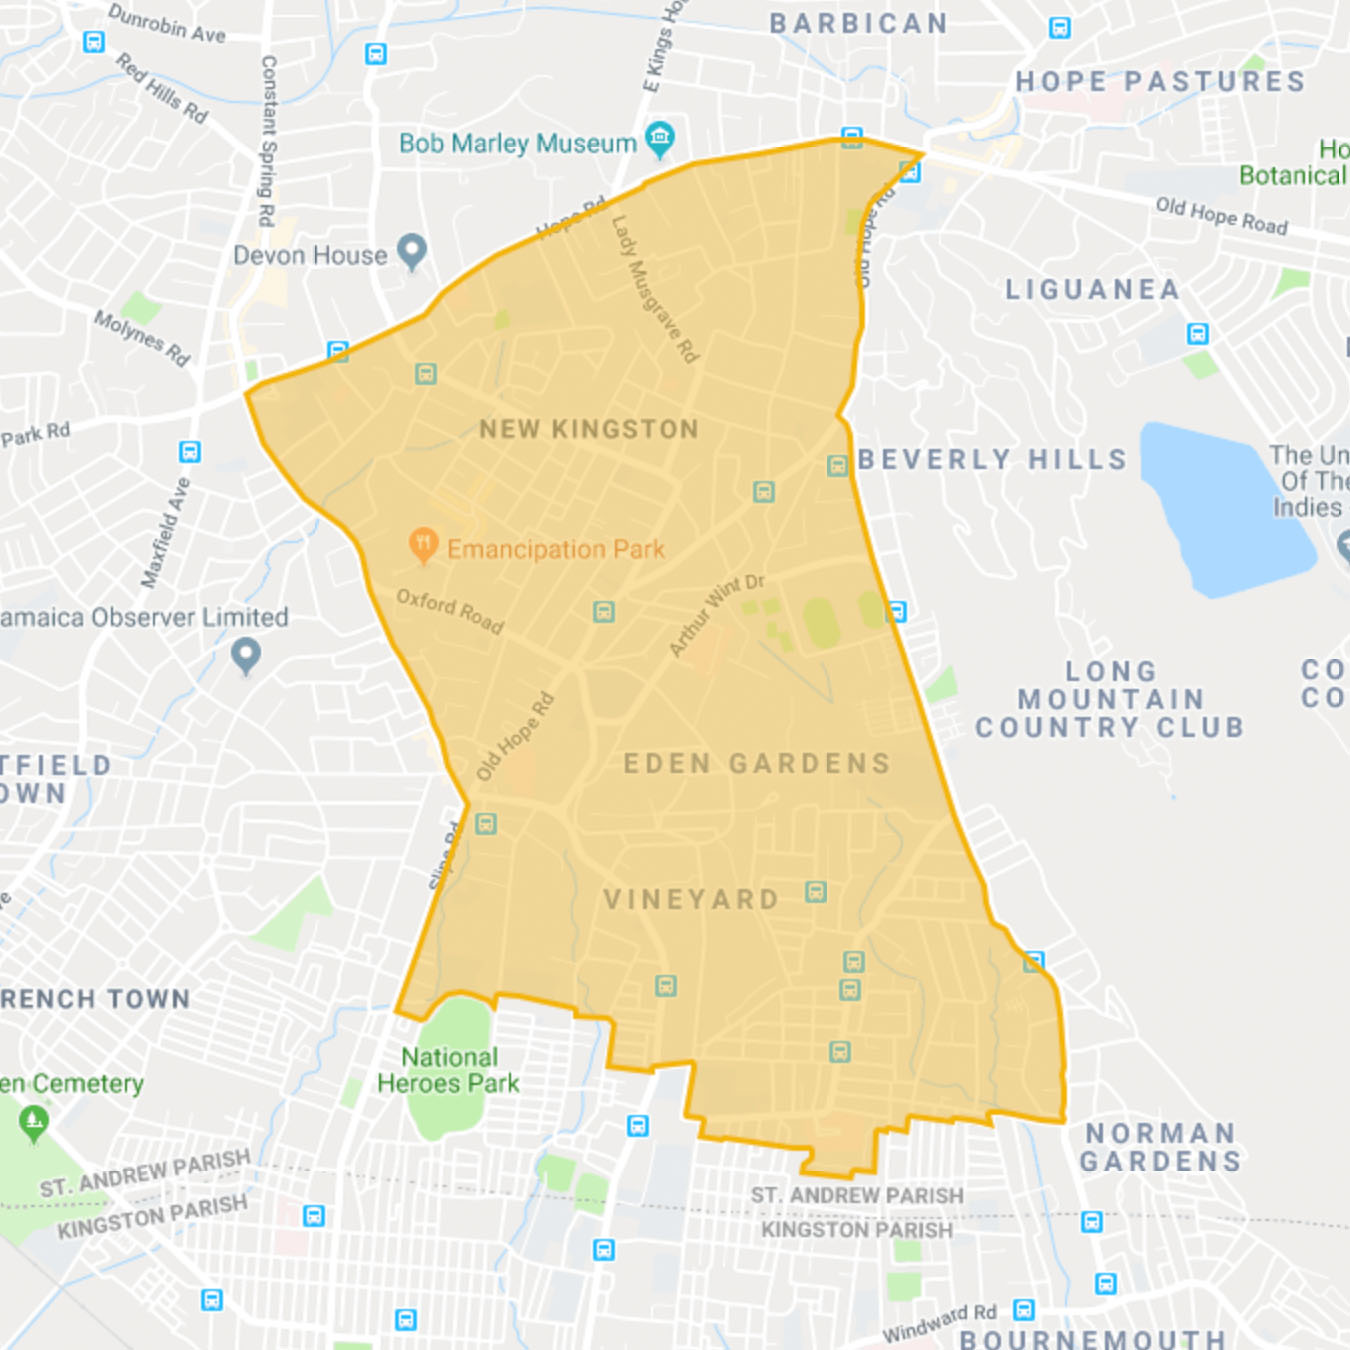 BARBICAN
Dunrobin Ave
Red Hills Rd
Constant Spring Rd
E Kings Ho
HOPE PASTURES
Bob Marley Museum
Ho
Botanical
Old Hope Road
Hope Rd
Lady Musgrave Rd
Old Hope Rd
Devon House
LIGUANEA
Molynes Rd
Park Rd
NEW KINGSTON
BEVERLY HILLS
The Un
Of The
Indies
Maxfield Ave
Emancipation Park
Oxford Road
Arthur Wint Dr
amaica Observer Limited
LONG
MOUNTAIN
COUNTRY CLUB
CO
CO
Old Hope Rd
TFIELD
OWN
EDEN GARDENS
Slipe Rd
VINEYARD
RENCH TOWN
National
Heroes Park
en Cemetery
NORMAN
GARDENS
ST. ANDREW PARISH
KINGSTON PARISH
ST. ANDREW PARISH
KINGSTON PARISH
Windward Rd
BOURNEMOUTH